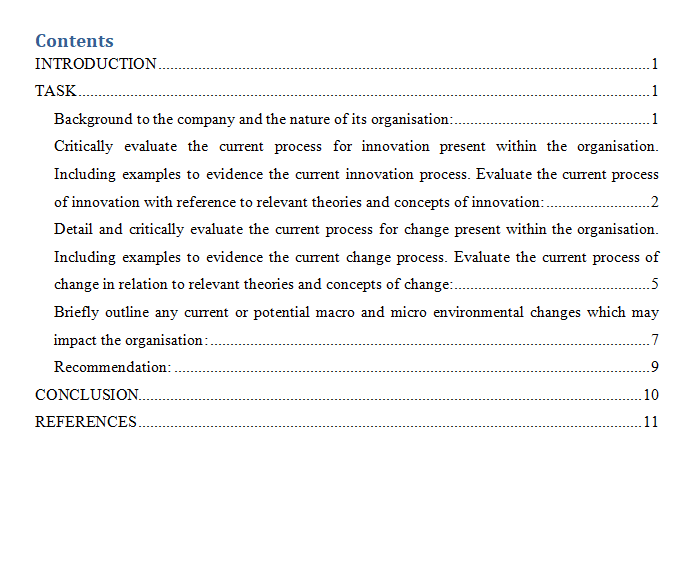 Contents
INTRODUCTION.....1
TASK.....1
Background to the company and the nature of its organisation:.....1
Critically evaluate the current process for innovation present within the organisation.
Including examples to evidence the current innovation process. Evaluate the current process
of innovation with reference to relevant theories and concepts of innovation:.....2
Detail and critically evaluate the current process for change present within the organisation.
Including examples to evidence the current change process. Evaluate the current process of
change in relation to relevant theories and concepts of change:.....5
Briefly outline any current or potential macro and micro environmental changes which may
impact the organisation:.....7
Recommendation:.....9
CONCLUSION.....10
REFERENCES.....11